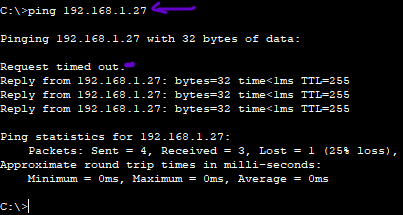 C:\>ping 192.168.1.27
Pinging 192.168.1.27 with 32 bytes of data:
Request timed out.
Reply from 192.168.1.27: bytes=32 time<1ms TTL=255
Reply from 192.168.1.27: bytes=32 time<1ms TTL=255
Reply from 192.168.1.27: bytes=32 time<1ms TTL=255
Ping statistics for 192.168.1.27:
Packets: Sent = 4, Received = 3, Lost = 1 (25% loss),
Approximate round trip times in milli-seconds:
Minimum = 0ms, Maximum = 0ms, Average = 0ms
C:\>